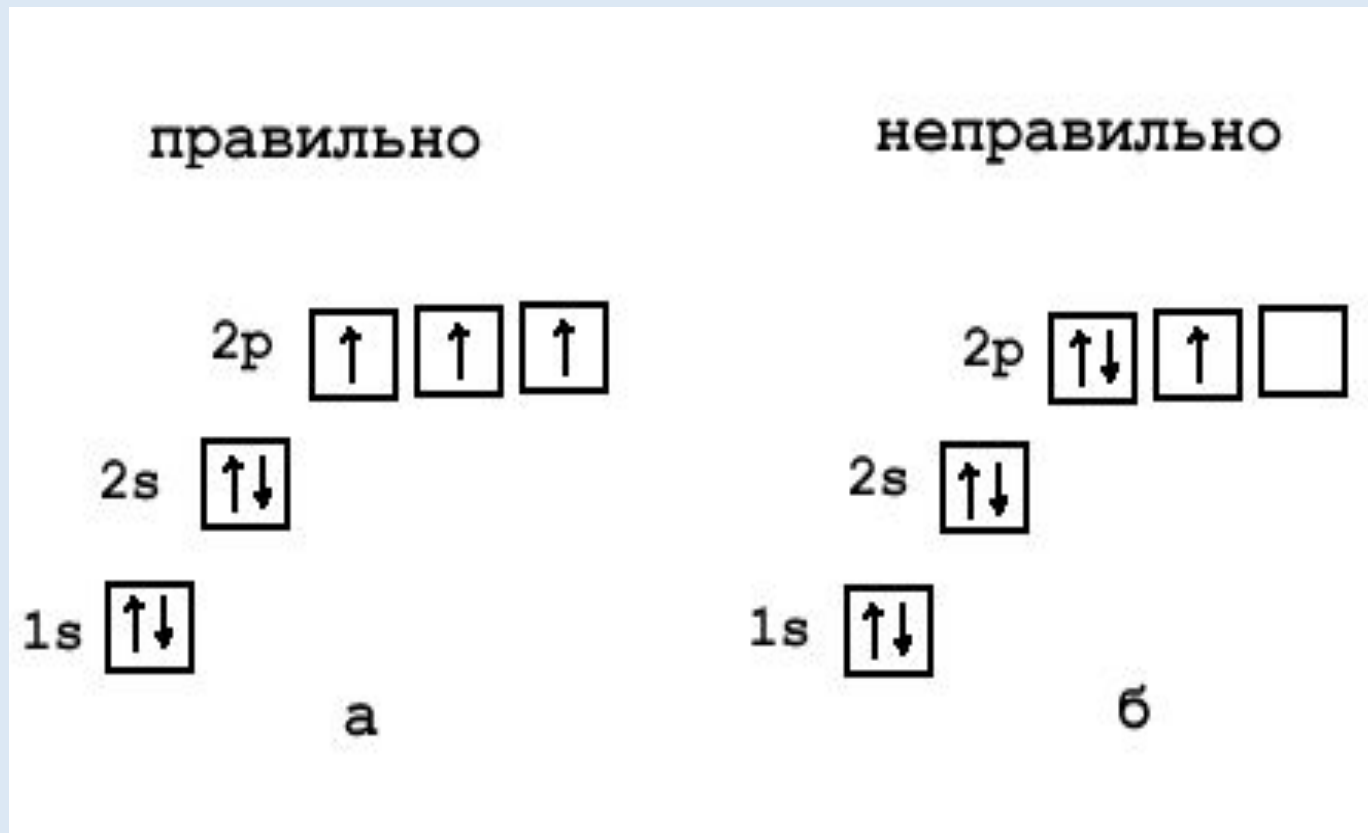 правильно
неправильно
2p ↑ ↑ ↑
2p ↑↓ ↑
2s ↑↓
2s ↑↓
1s ↑↓
1s ↑↓
а
б